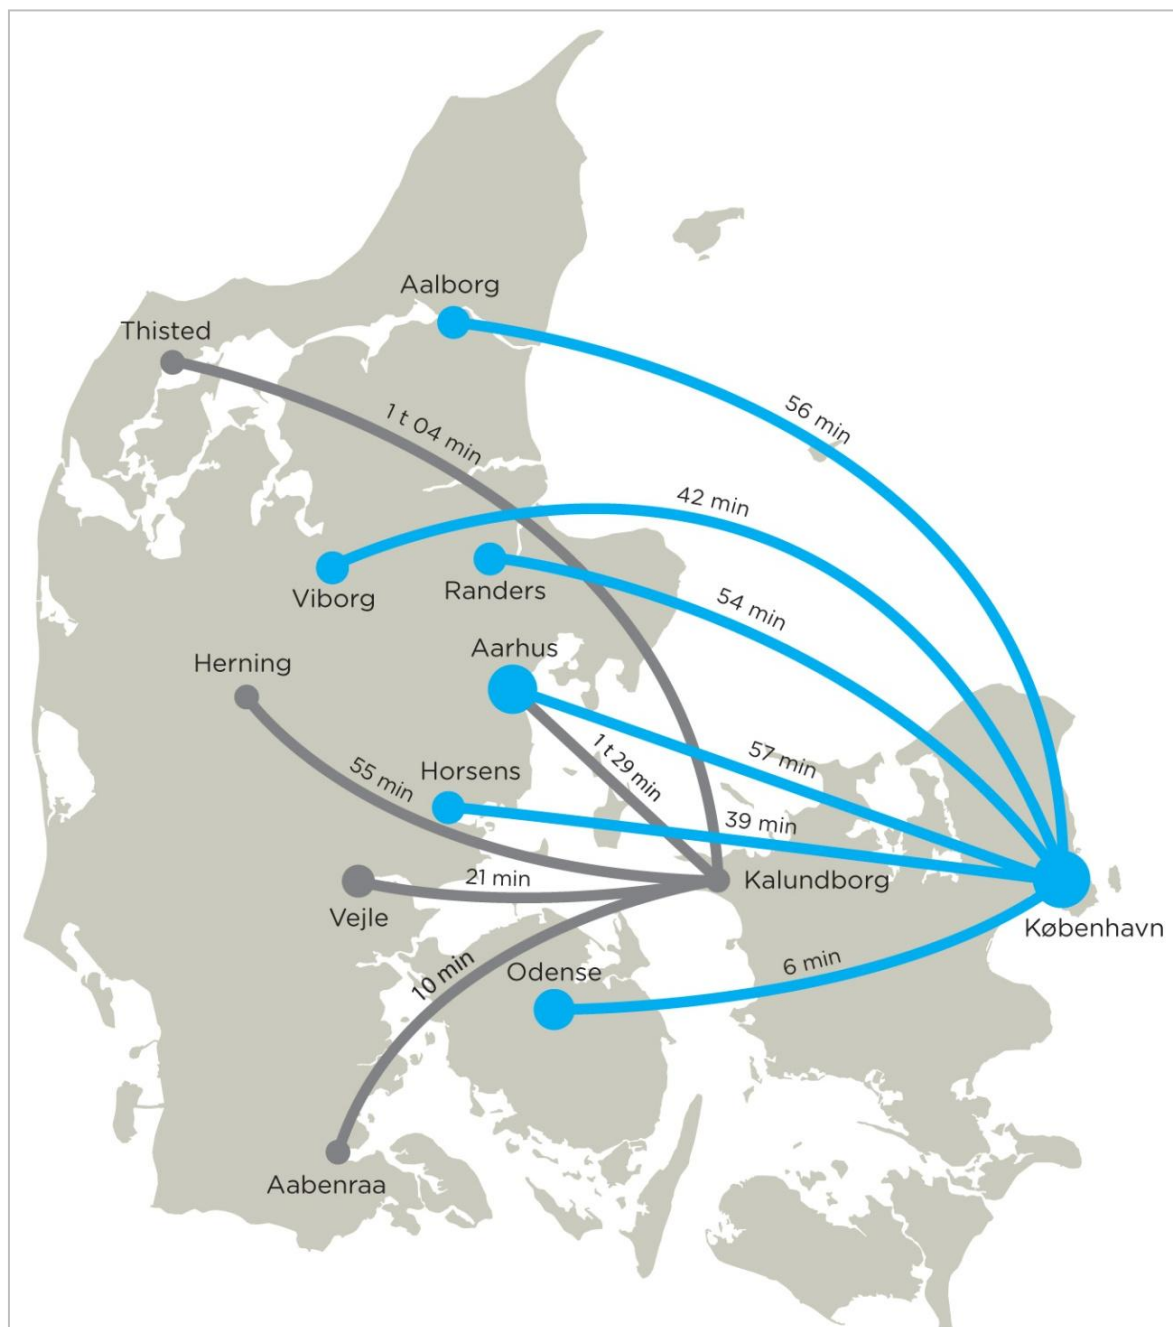 Aalborg
Thisted
56 min
1 t 04 min
42 min
Viborg
Randers
54 min
Aarhus
Herning
57 min
1 t 29 min
55 min
Horsens
39 min
21 min
Kalundborg
Vejle
København
10 min
Odense
6 min
Aabenraa